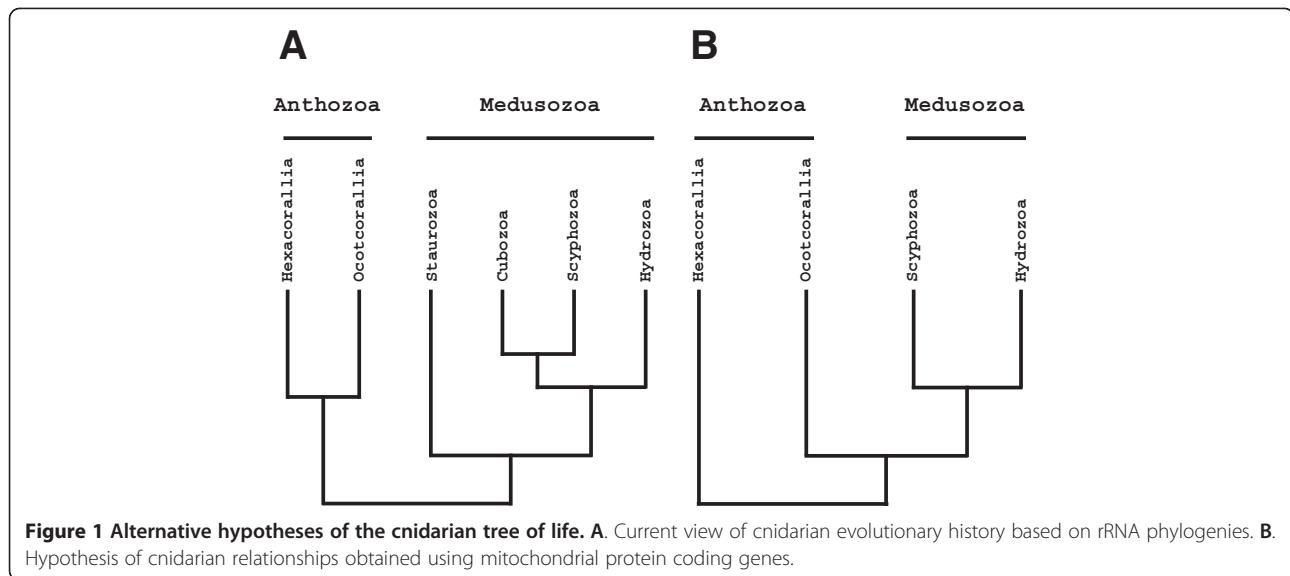 A
B
Anthozoa
Medusozoa
Anthozoa
Medusozoa
Hexacorallia
Ocotcorallia
Staurozoa
Cubozoa
Scyphozoa
Hydrozoa
Hexacorallia
Ocotcorallia
Scyphozoa
Hydrozoa
Figure 1 Alternative hypotheses of the cnidarian tree of life. A. Current view of cnidarian evolutionary history based on rRNA phylogenies. B.
Hypothesis of cnidarian relationships obtained using mitochondrial protein coding genes.